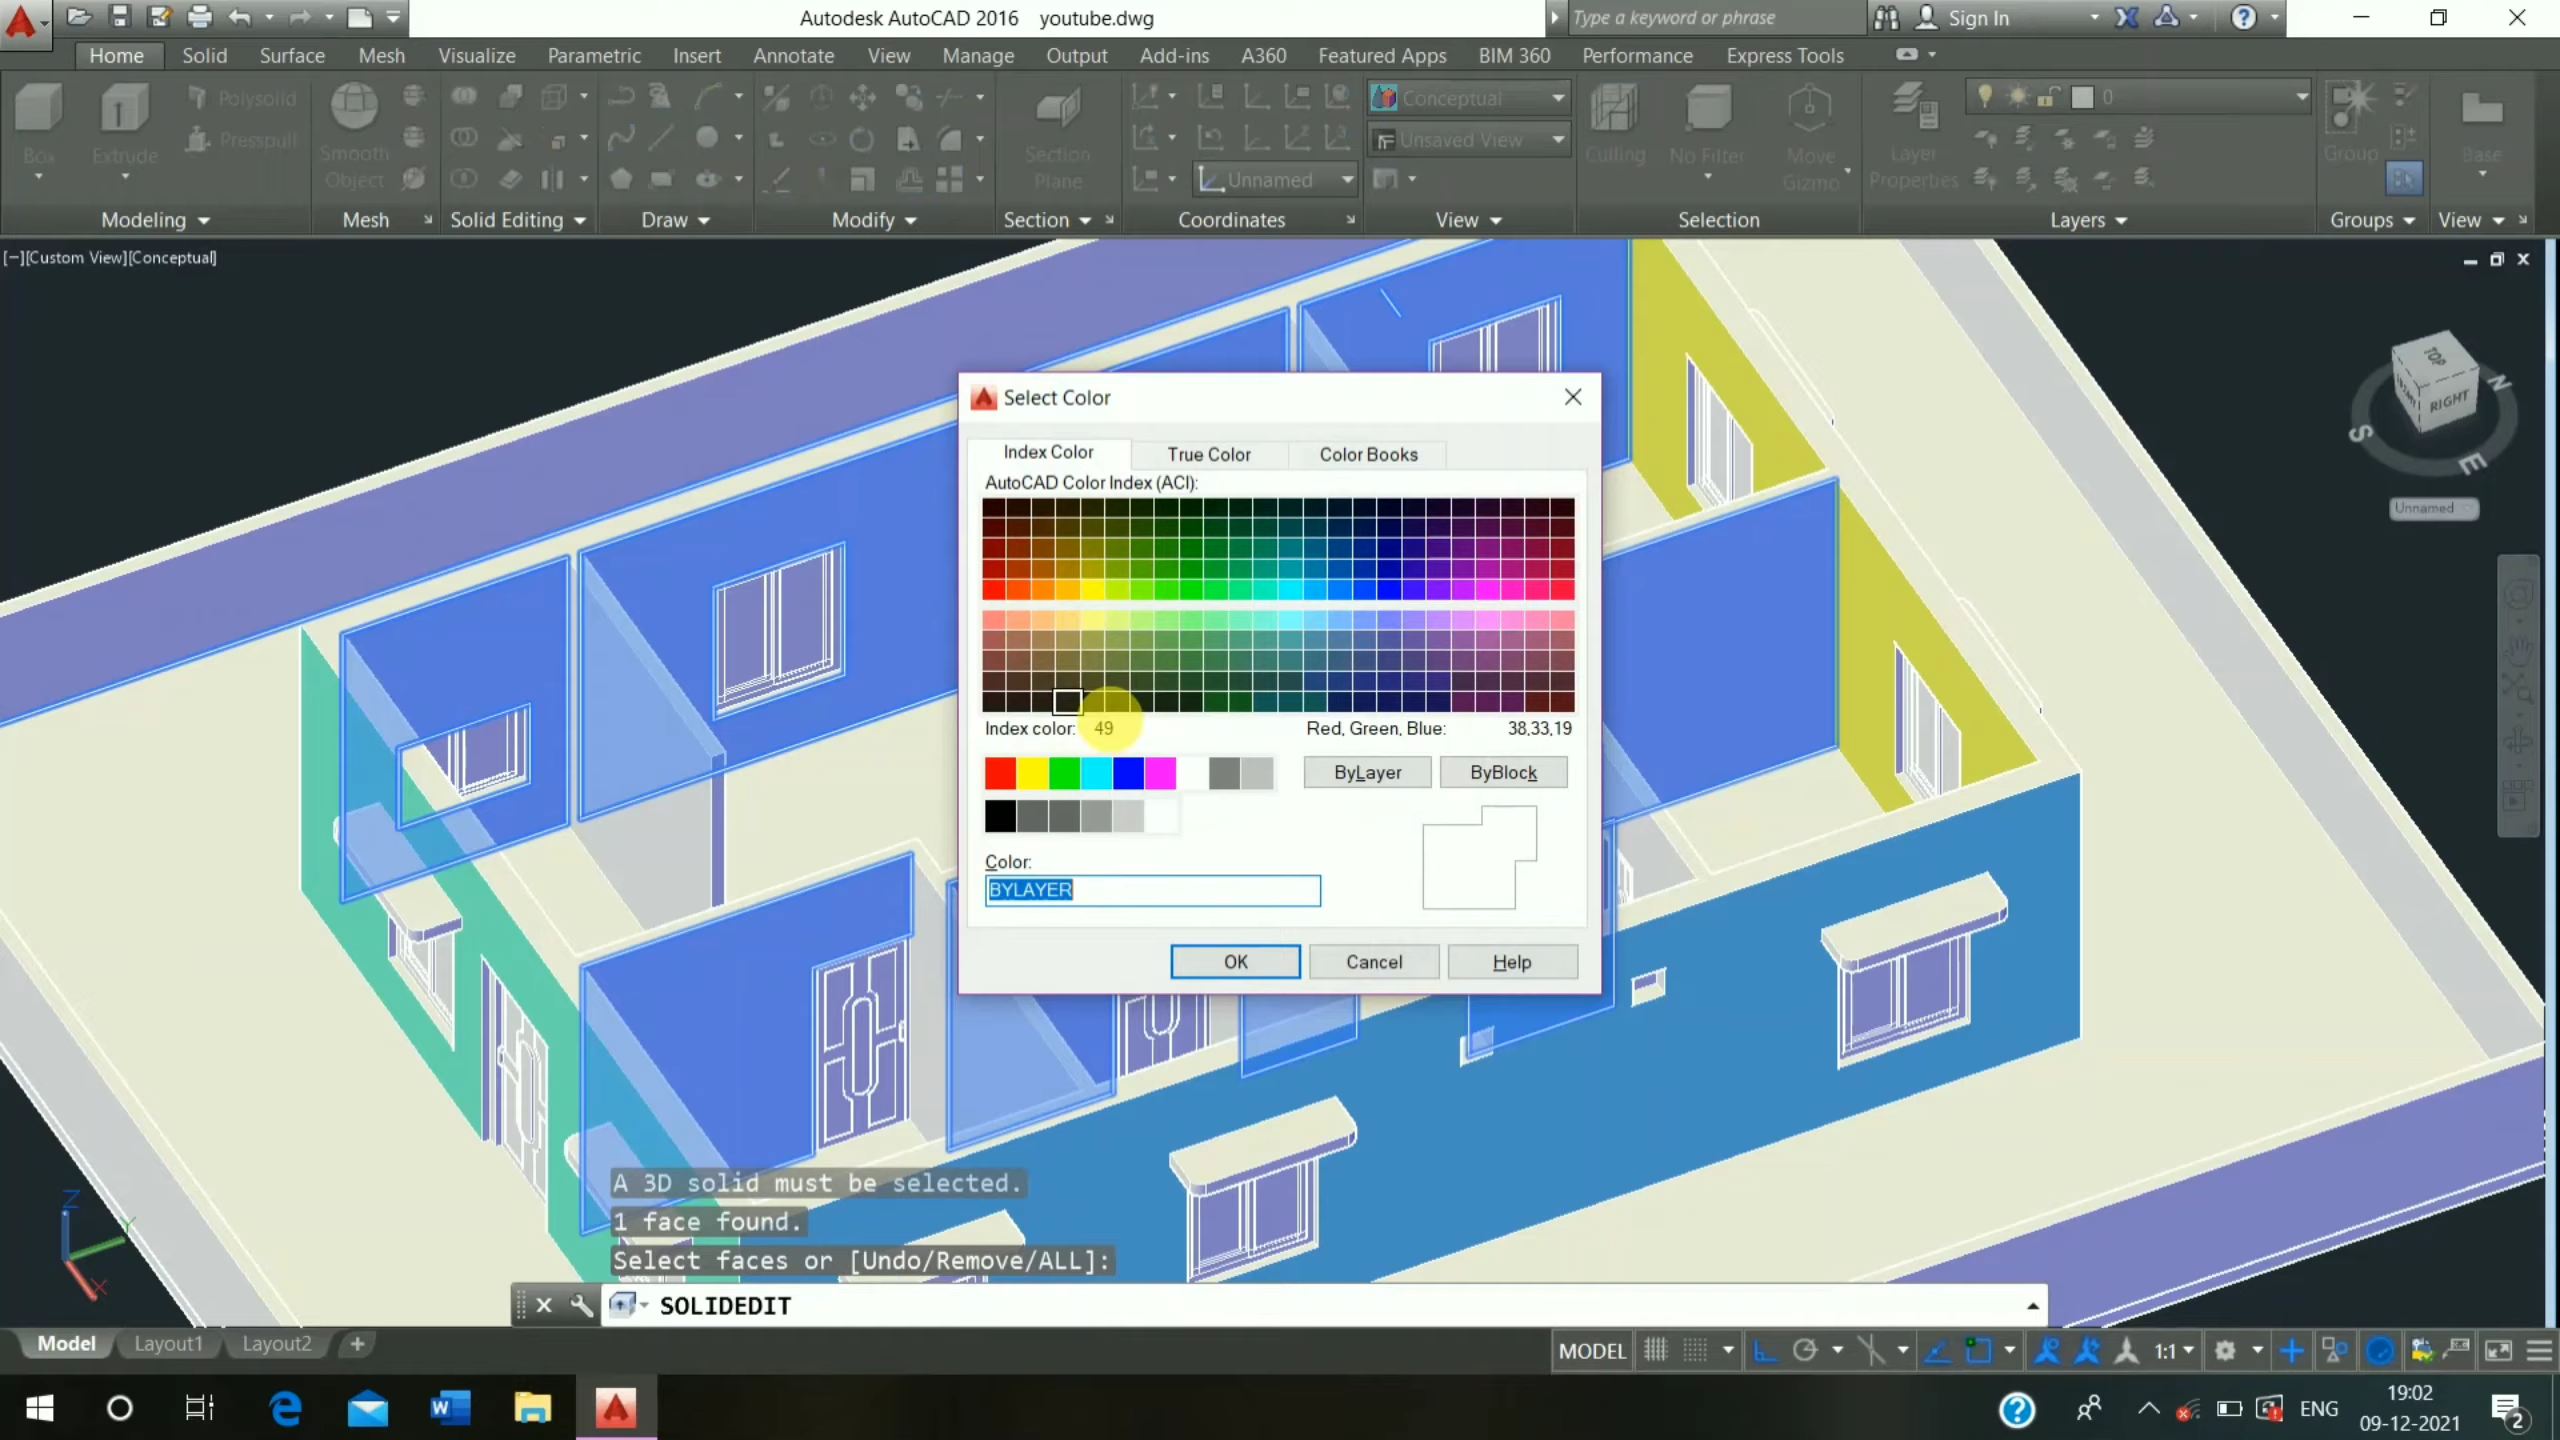 Autodesk AutoCAD 2016 youtube.dwg
Type a keyword or phrase
Sign In
Home Solid Surface Mesh Visualize Parametric Insert Annotate View Manage Output Add-ins A360 Featured Apps BIM 360 Performance Express Tools
Box
Extrude
Polysolid
Presspull
Smooth
Object
Section
Plane
Unnamed
Conceptual
Unsaved View
Culling
No Filter
Move
Gizmo
Layer
Properties
0
Group
Base
Modeling Mesh Solid Editing Draw Modify Section Coordinates View Selection Layers Groups View
[−][Custom View][Conceptual]
TOP
RIGHT
N
S
E
Unnamed
Select Color
Index Color True Color Color Books
AutoCAD Color Index (ACI):
Index color: 49 Red, Green, Blue: 38,33,19
ByLayer ByBlock
Color:
BYLAYER
OK Cancel Help
A 3D solid must be selected.
1 face found.
Select faces or [Undo/Remove/ALL]:
SOLIDEDIT
Z
Y
X
Model Layout1 Layout2 +
MODEL 1:1
ENG
19:02
09-12-2021
2